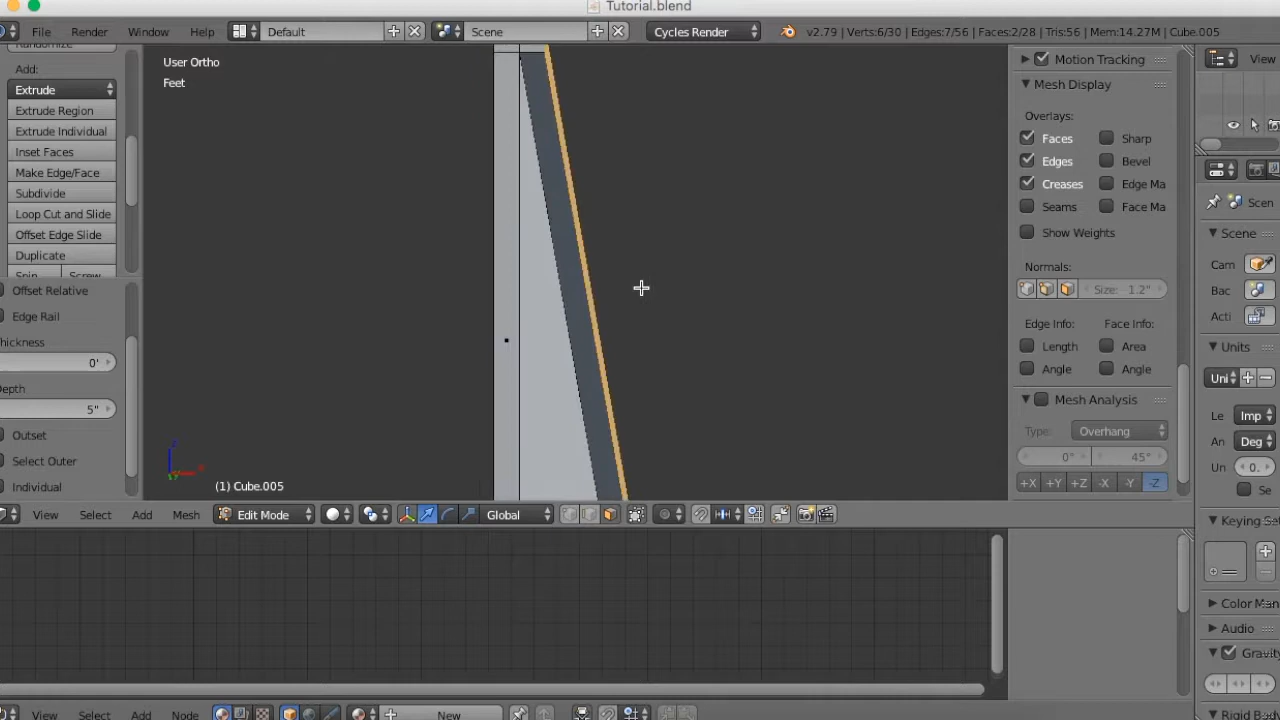 Tutorial.blend
File Render Window Help Default Scene Cycles Render v2.79 | Verts:6/30 | Edges:7/56 | Faces:2/28 | Tris:56 | Mem:14.27M | Cube.005
Randomize
Add:
Extrude
Extrude Region
Extrude Individual
Inset Faces
Make Edge/Face
Subdivide
Loop Cut and Slide
Offset Edge Slide
Duplicate
Spin Screw
Offset Relative
Edge Rail
hickness
0'
epth
5"
Outset
Select Outer
Individual
User Ortho
Feet
(1) Cube.005
View Select Add Mesh Edit Mode Global
Motion Tracking
Mesh Display
Overlays:
Faces Sharp
Edges Bevel
Creases Edge Ma
Seams Face Ma
Show Weights
Normals:
Size: 1.2"
Edge Info: Face Info:
Length Area
Angle Angle
Mesh Analysis
Type: Overhang
0° 45°
+X +Y +Z -X -Y -Z
View
Scen
Scene
Cam
Bac
Acti
Units
Uni
Le Imp
An Deg
Un 0.
Se
Keying Se
Color Man
Audio
Gravit
Rigid Bod
View Select Add Node New